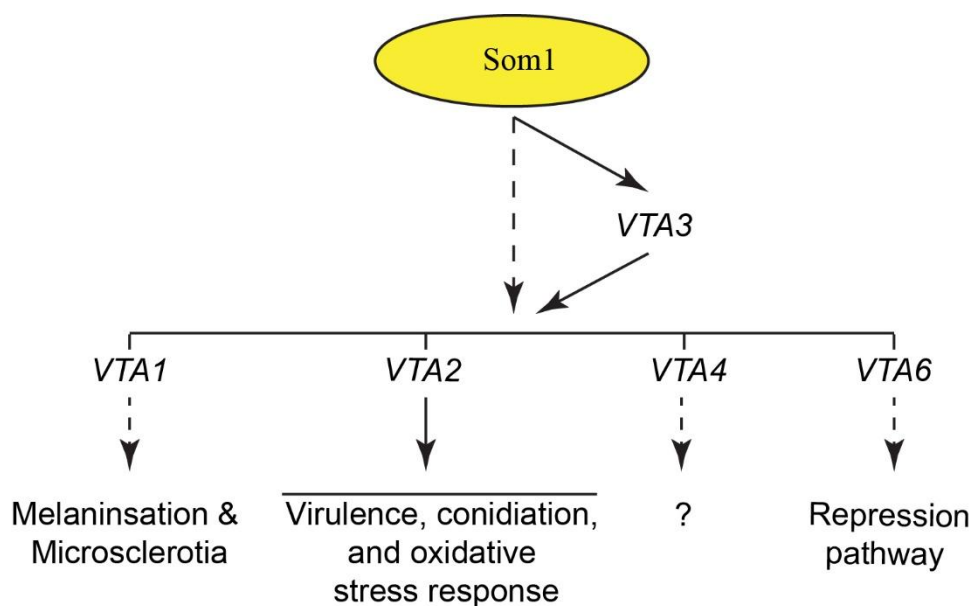 Som1
VTA3
VTA1 VTA2 VTA4 VTA6
Melaninsation &
Microsclerotia
Virulence, conidiation,
and oxidative
stress response
?
Repression
pathway